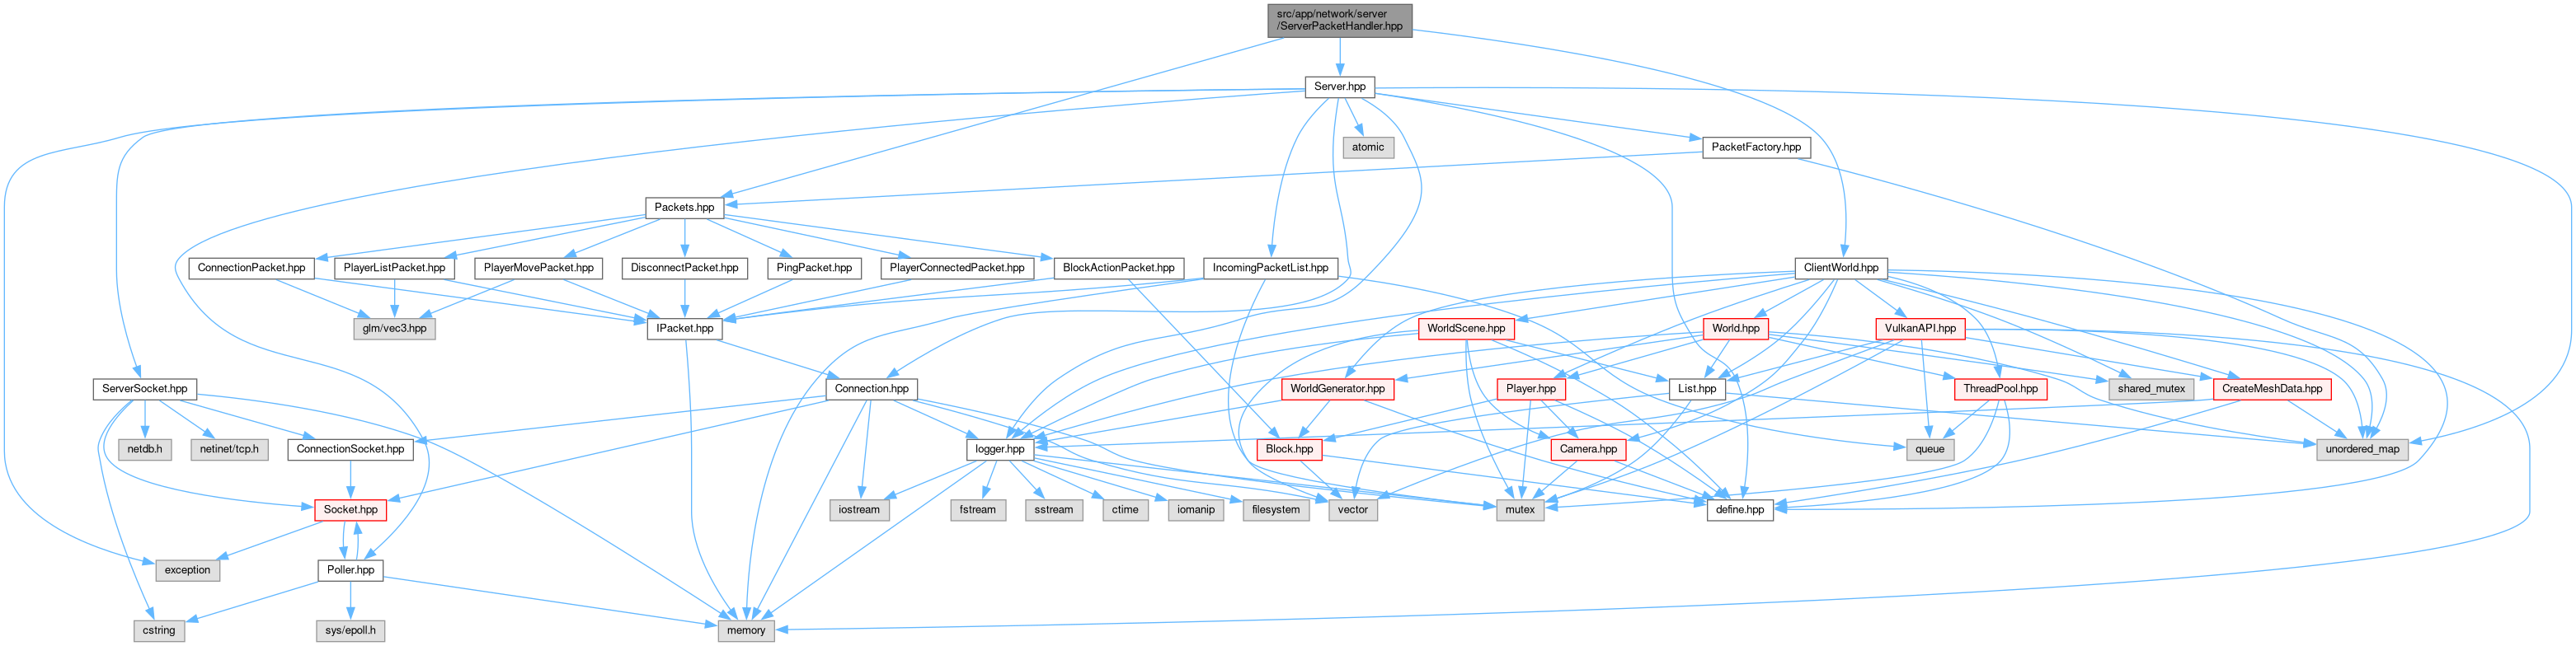 src/app/network/server
/ServerPacketHandler.hpp
Server.hpp
atomic
PacketFactory.hpp
Packets.hpp
ConnectionPacket.hpp
PlayerListPacket.hpp
PlayerMovePacket.hpp
DisconnectPacket.hpp
PingPacket.hpp
PlayerConnectedPacket.hpp
BlockActionPacket.hpp
IncomingPacketList.hpp
ClientWorld.hpp
glm/vec3.hpp
IPacket.hpp
WorldScene.hpp
World.hpp
VulkanAPI.hpp
ServerSocket.hpp
Connection.hpp
WorldGenerator.hpp
Player.hpp
List.hpp
ThreadPool.hpp
shared_mutex
CreateMeshData.hpp
netdb.h
netinet/tcp.h
ConnectionSocket.hpp
logger.hpp
Block.hpp
Camera.hpp
queue
unordered_map
Socket.hpp
iostream
fstream
sstream
ctime
iomanip
filesystem
vector
mutex
define.hpp
exception
Poller.hpp
cstring
sys/epoll.h
memory